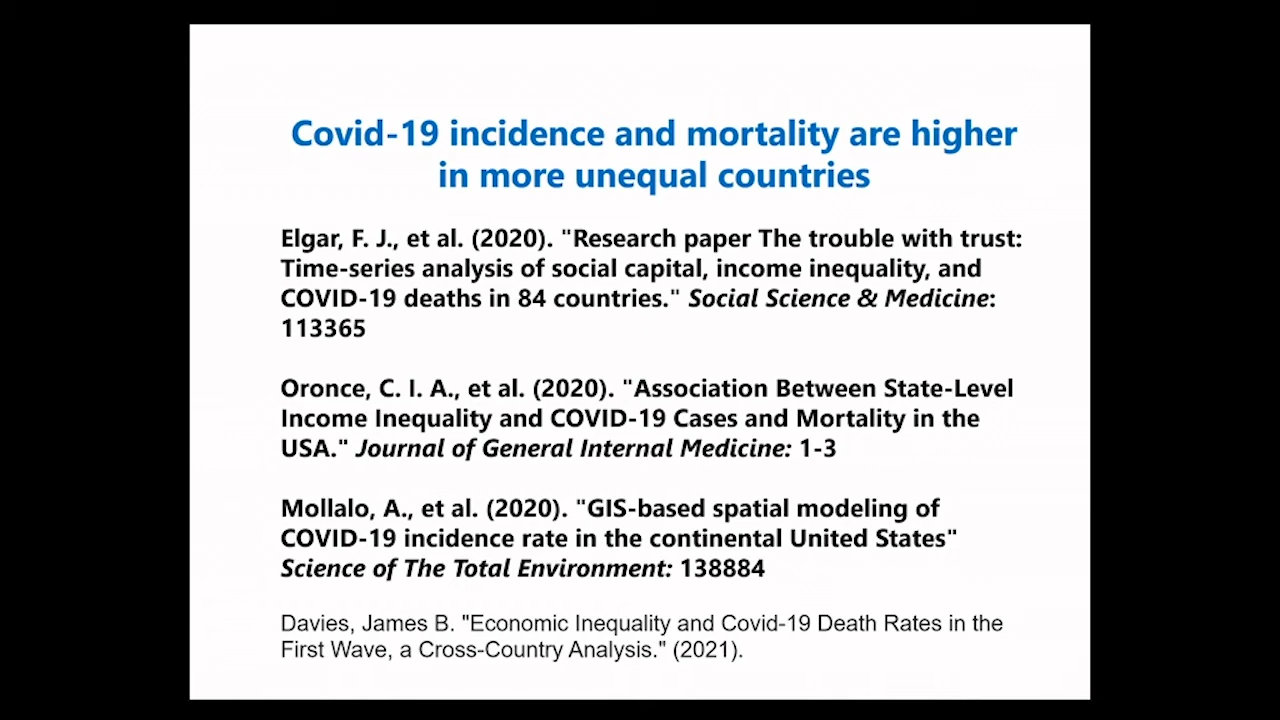 Covid-19 incidence and mortality are higher
in more unequal countries
Elgar, F. J., et al. (2020). "Research paper The trouble with trust:
Time-series analysis of social capital, income inequality, and
COVID-19 deaths in 84 countries." Social Science & Medicine:
113365
Oronce, C. I. A., et al. (2020). "Association Between State-Level
Income Inequality and COVID-19 Cases and Mortality in the
USA." Journal of General Internal Medicine: 1-3
Mollalo, A., et al. (2020). "GIS-based spatial modeling of
COVID-19 incidence rate in the continental United States"
Science of The Total Environment: 138884
Davies, James B. "Economic Inequality and Covid-19 Death Rates in the
First Wave, a Cross-Country Analysis." (2021).